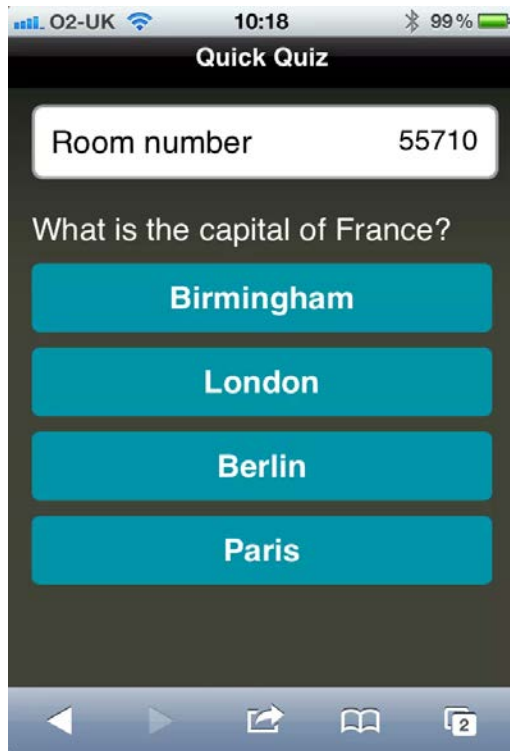 O2-UK 10:18 99%
Quick Quiz
Room number 55710
What is the capital of France?
Birmingham
London
Berlin
Paris
2